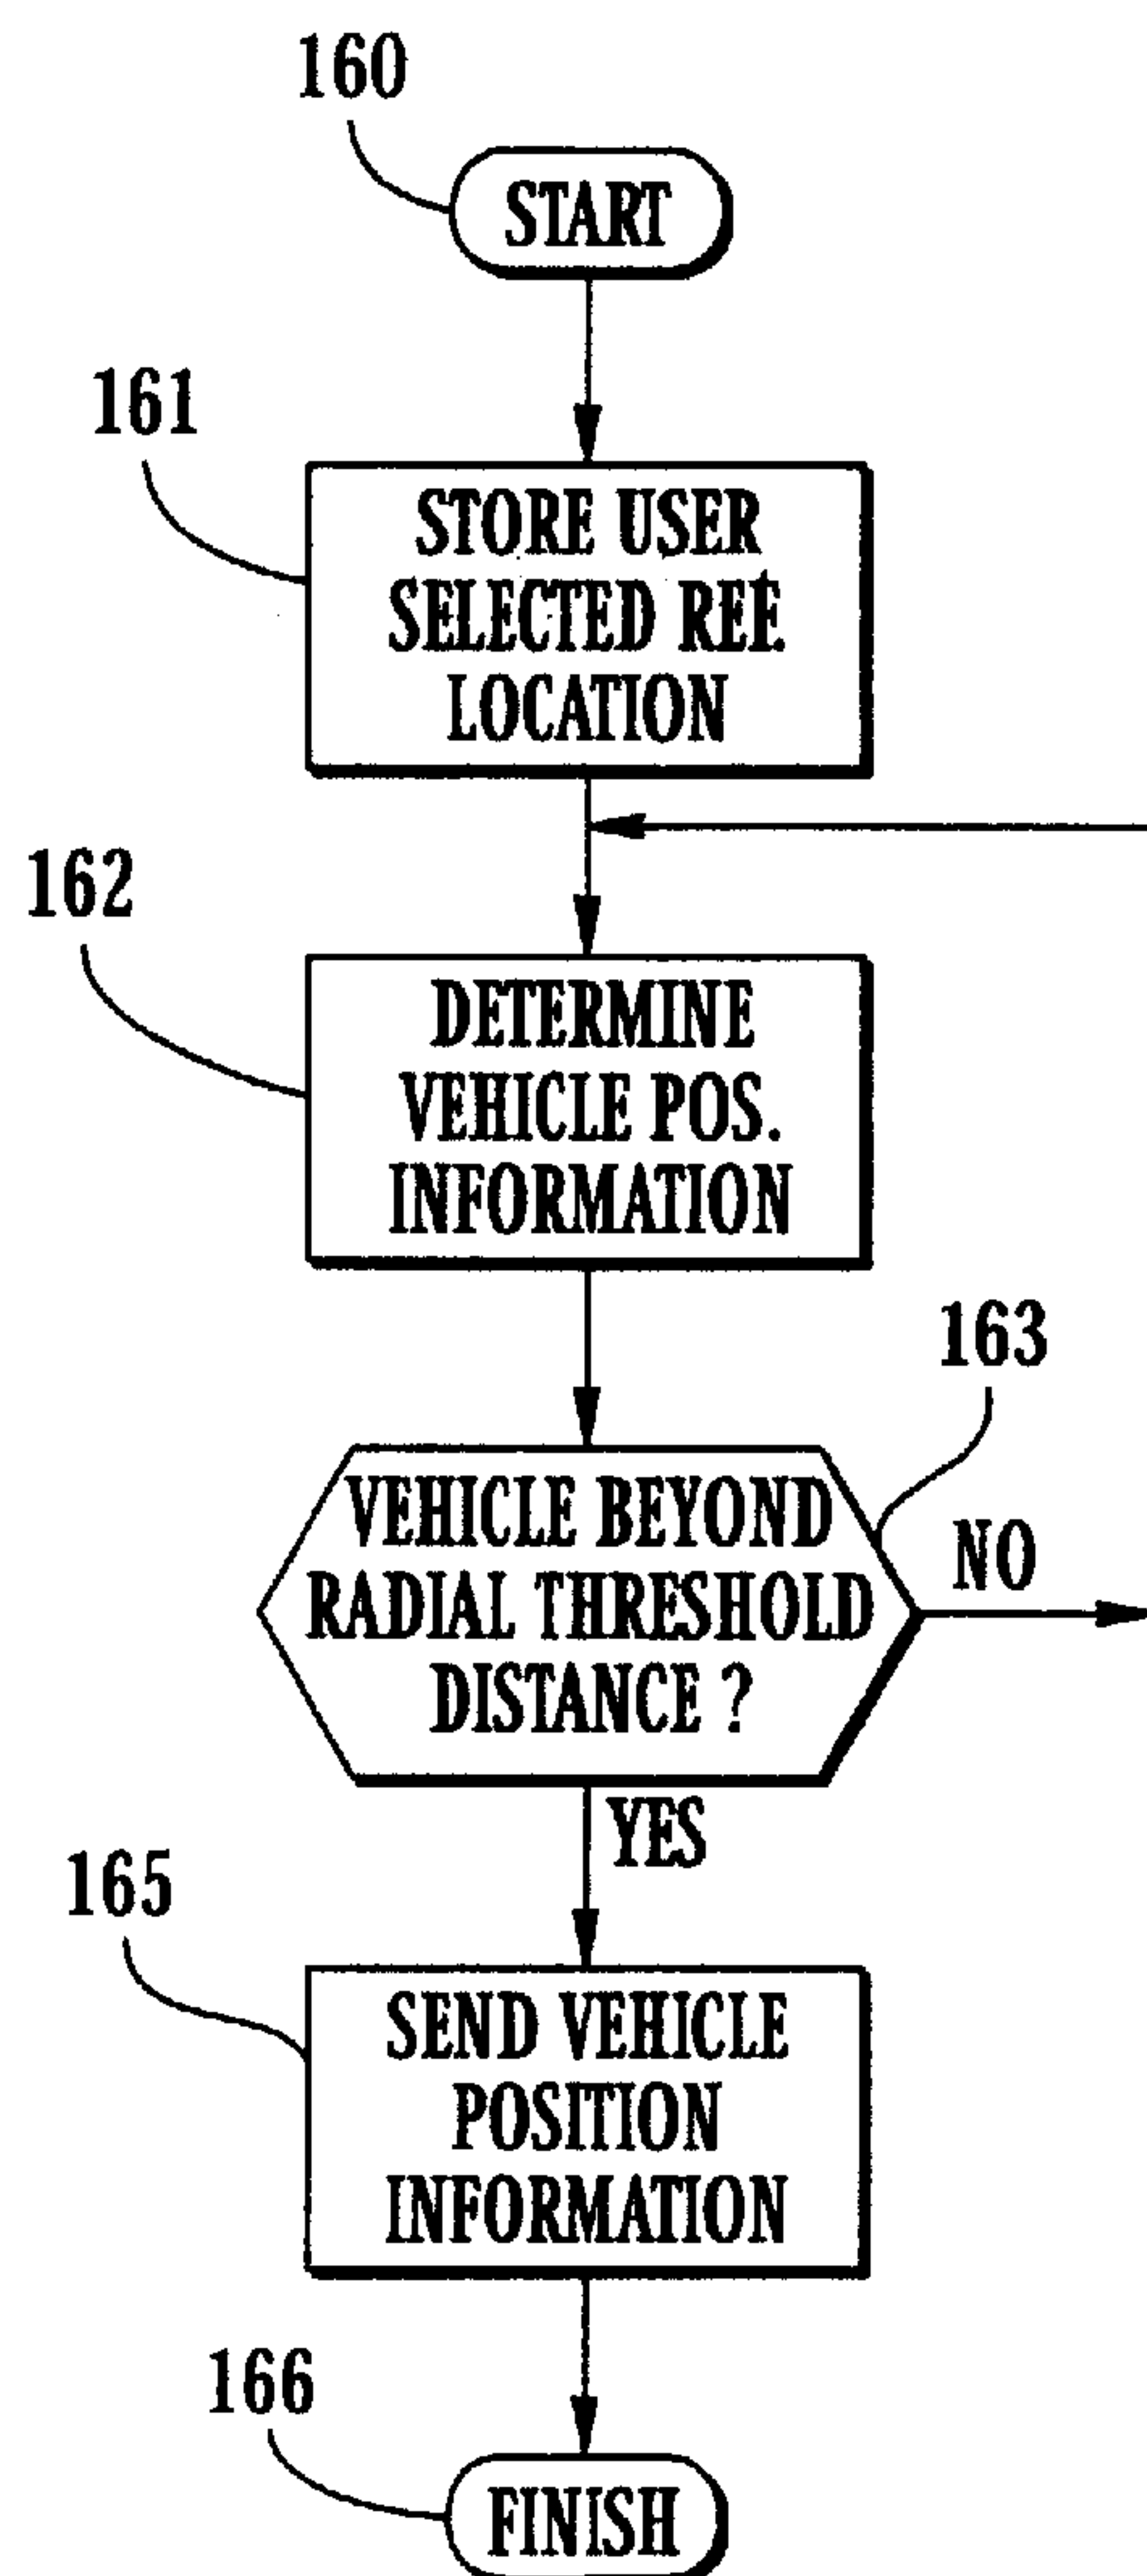 160
START
161
STORE USER
SELECTED REF.
LOCATION
162
DETERMINE
VEHICLE POS.
INFORMATION
163
VEHICLE BEYOND
RADIAL THRESHOLD
DISTANCE ?
NO
YES
165
SEND VEHICLE
POSITION
INFORMATION
166
FINISH